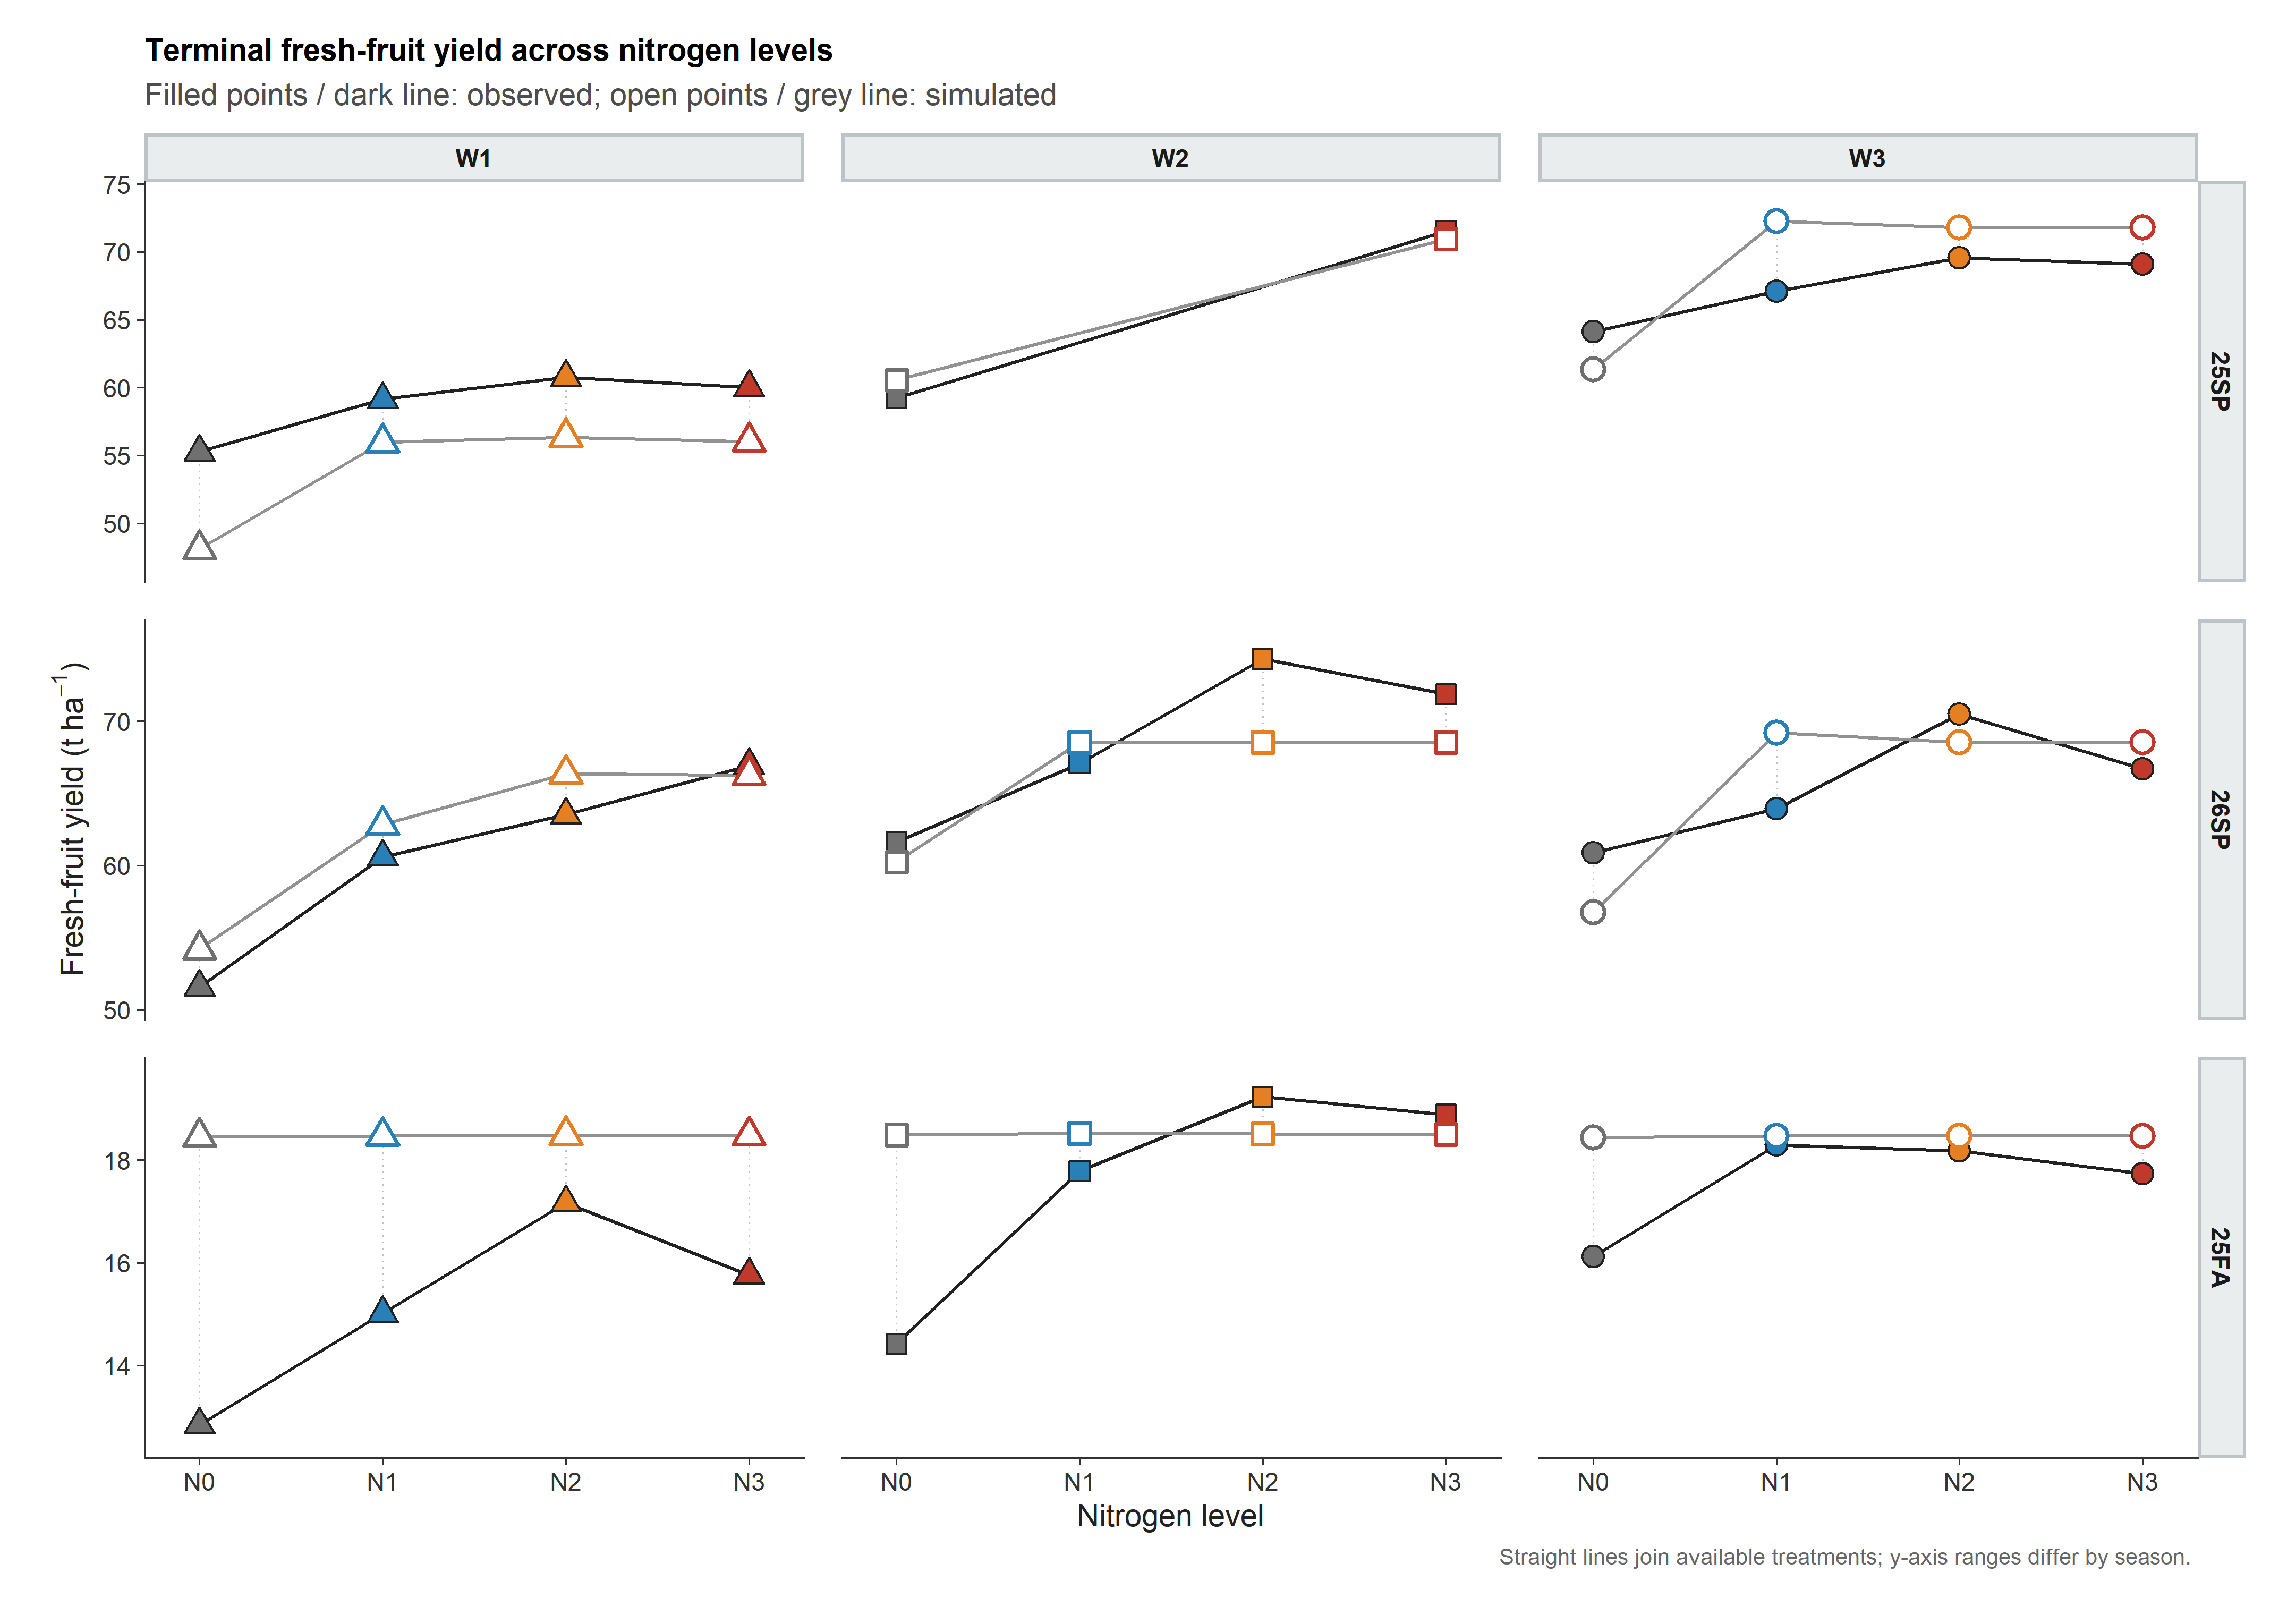 Terminal fresh-fruit yield across nitrogen levels
Filled points / dark line: observed; open points / grey line: simulated
W1 W2 W3
75
70
65
60
55
50
25SP
Fresh-fruit yield (t ha⁻¹)
70
60
50
26SP
18
16
14
25FA
N0 N1 N2 N3 N0 N1 N2 N3 N0 N1 N2 N3
Nitrogen level
Straight lines join available treatments; y-axis ranges differ by season.